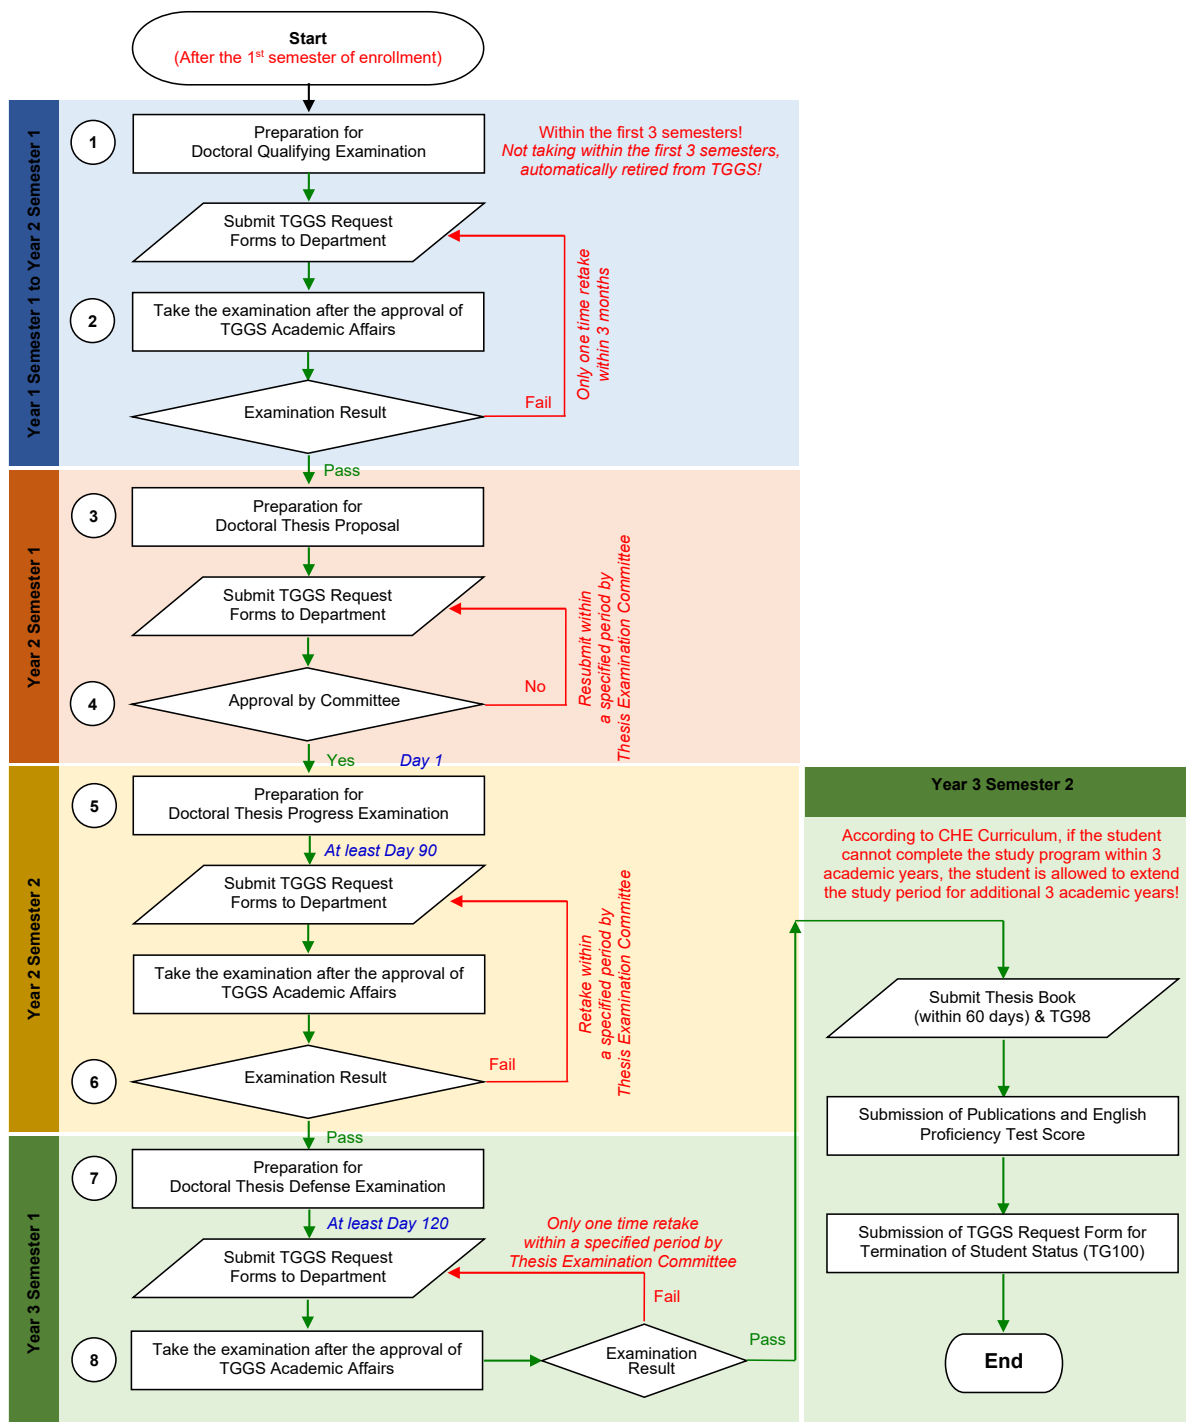 Start
(After the 1st semester of enrollment)
Year 1 Semester 1 to Year 2 Semester 1
1
Preparation for
Doctoral Qualifying Examination
Within the first 3 semesters!
Not taking within the first 3 semesters,
automatically retired from TGGS!
Submit TGGS Request
Forms to Department
2
Take the examination after the approval of
TGGS Academic Affairs
Only one time retake
within 3 months
Examination Result
Fail
Pass
Year 2 Semester 1
3
Preparation for
Doctoral Thesis Proposal
Submit TGGS Request
Forms to Department
Resubmit within
a specified period by
Thesis Examination Committee
4
Approval by Committee
No
Yes
Day 1
Year 2 Semester 2
5
Preparation for
Doctoral Thesis Progress Examination
At least Day 90
Submit TGGS Request
Forms to Department
Take the examination after the approval of
TGGS Academic Affairs
Retake within
a specified period by
Thesis Examination Committee
6
Examination Result
Fail
Pass
Year 3 Semester 1
7
Preparation for
Doctoral Thesis Defense Examination
At least Day 120
Submit TGGS Request
Forms to Department
Only one time retake
within a specified period by
Thesis Examination Committee
Fail
8
Take the examination after the approval of
TGGS Academic Affairs
Examination
Result
Pass
Year 3 Semester 2
According to CHE Curriculum, if the student
cannot complete the study program within 3
academic years, the student is allowed to extend
the study period for additional 3 academic years!
Submit Thesis Book
(within 60 days) & TG98
Submission of Publications and English
Proficiency Test Score
Submission of TGGS Request Form for
Termination of Student Status (TG100)
End